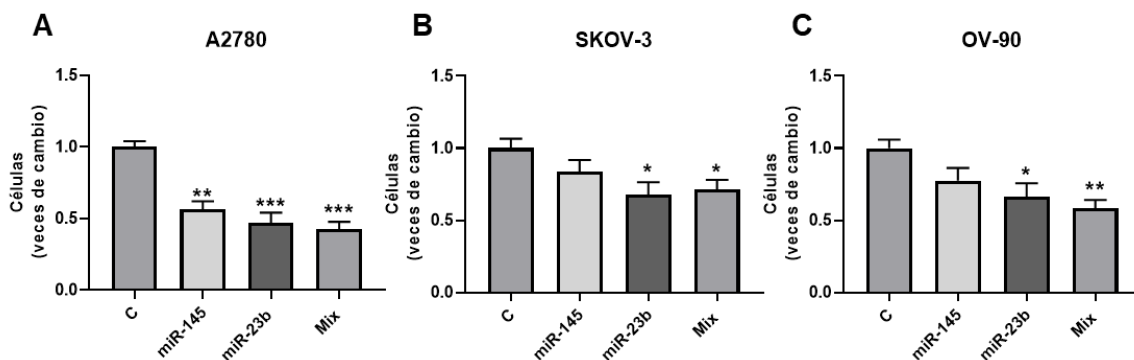 A
A2780
Células
(veces de cambio)
1.5
1.0
0.5
0.0
**
***
***
C
miR-145
miR-23b
Mix
B
SKOV-3
Células
(veces de cambio)
1.5
1.0
0.5
0.0
*
*
C
miR-145
miR-23b
Mix
C
OV-90
Células
(veces de cambio)
1.5
1.0
0.5
0.0
*
**
C
miR-145
miR-23b
Mix